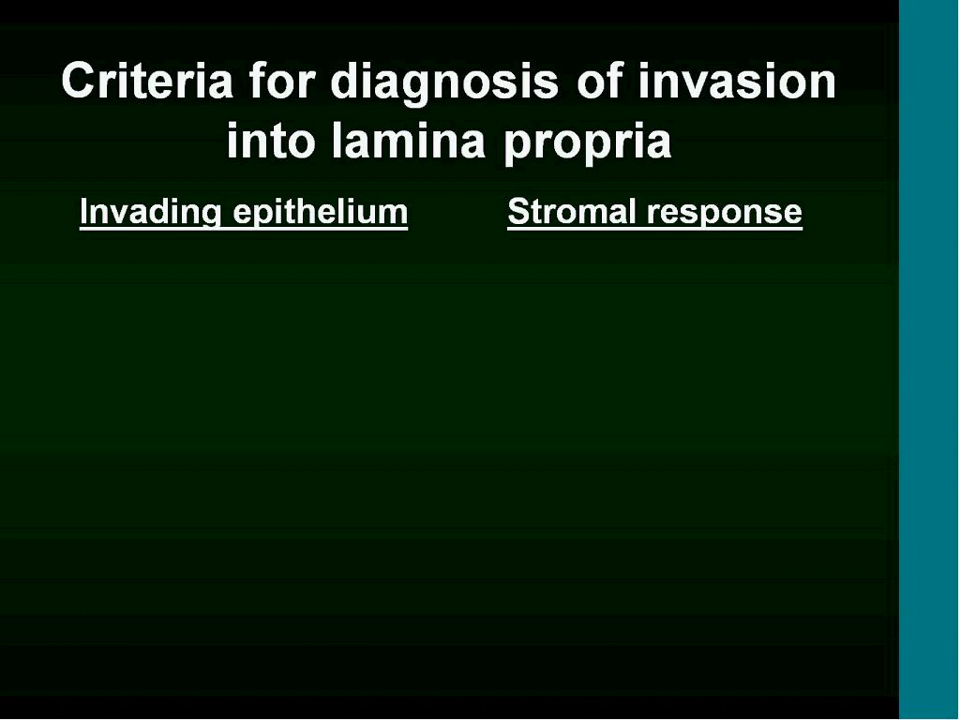 Criteria for diagnosis of invasion
into lamina propria
Invading epithelium
Stromal response